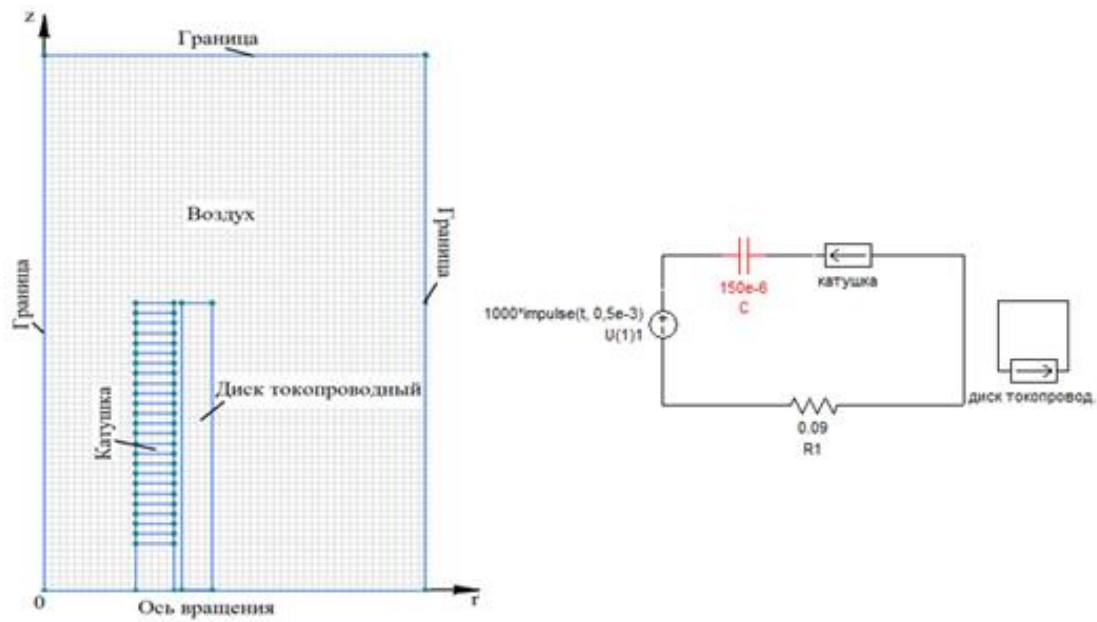 z
Граница
Воздух
Граница
Граница
Диск токопроводный
Катушка
0
Ось вращения
r
150e-6
C
катушка
1000*impulse(t, 0,5e-3)
U(1)1
0.09
R1
диск токопровод.